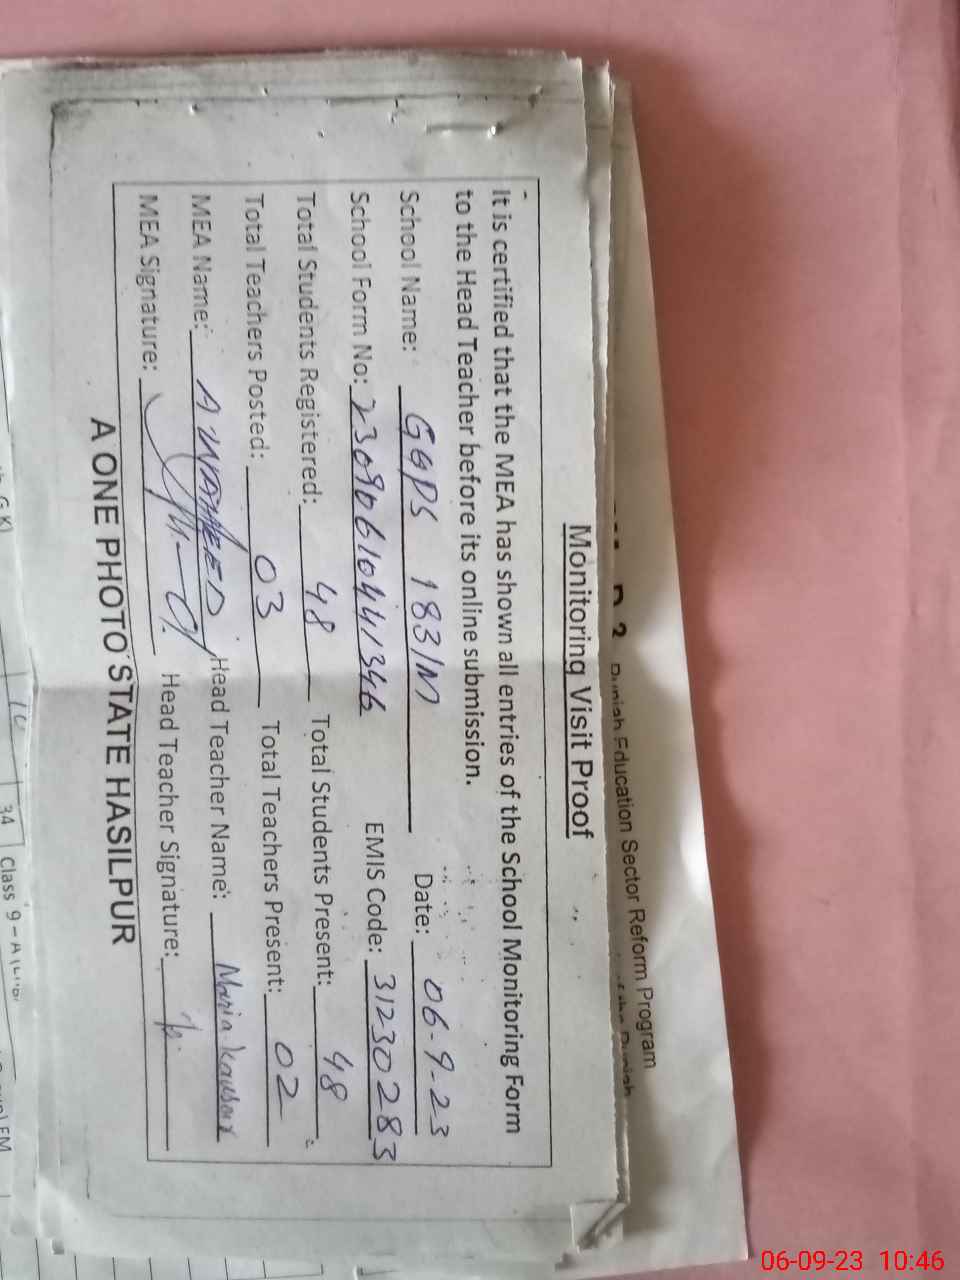 Punjab Education Sector Reform Program
Monitoring Visit Proof
It is certified that the MEA has shown all entries of the School Monitoring Form
to the Head Teacher before its online submission.
School Name: GGPS 183/M Date: 06-9-23
School Form No: 23090610441346 EMIS Code: 31230283
Total Students Registered: 48 Total Students Present: 48
Total Teachers Posted: 03 Total Teachers Present: 02
MEA Name: A WAHEED Head Teacher Name: Maria Kausar
MEA Signature: Head Teacher Signature:
A ONE PHOTO STATE HASILPUR
34 Class 9-
06-09-23 10:46